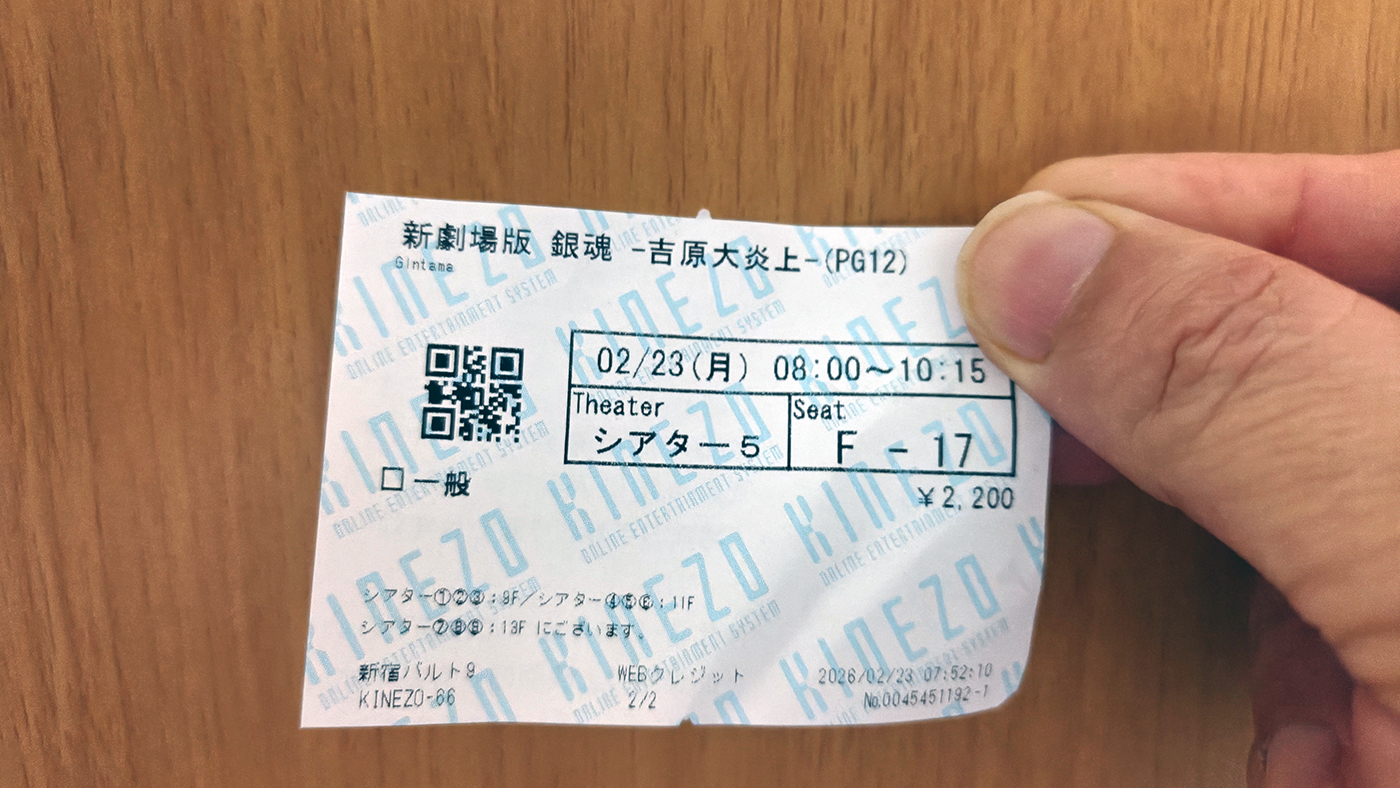 新劇場版 銀魂 -吉原大炎上-(PG12)
Gintama
02/23(月) 08:00～10:15
Theater
シアター5
Seat
F - 17
□一般
¥2,200
シアター①②③:9F/シアター④⑤⑥:11F
シアター⑦⑧⑨:13F にございます。
新宿バルト9
WEBクレジット
2026/02/23 07:52:10
KINEZO-66
2/2
No.0045451192-1
KINEZO
ONLINE ENTERTAINMENT SYSTEM